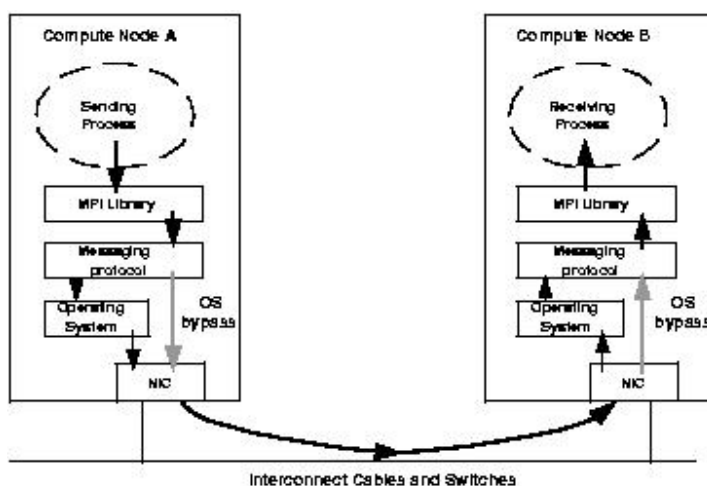 Compute Node A
Sending
Process
MPI Library
Messaging
protocol
Operating
System
OS
bypass
NIC
Compute Node B
Receiving
Process
MPI Library
Messaging
protocol
Operating
System
OS
bypass
NIC
Interconnect Cables and Switches